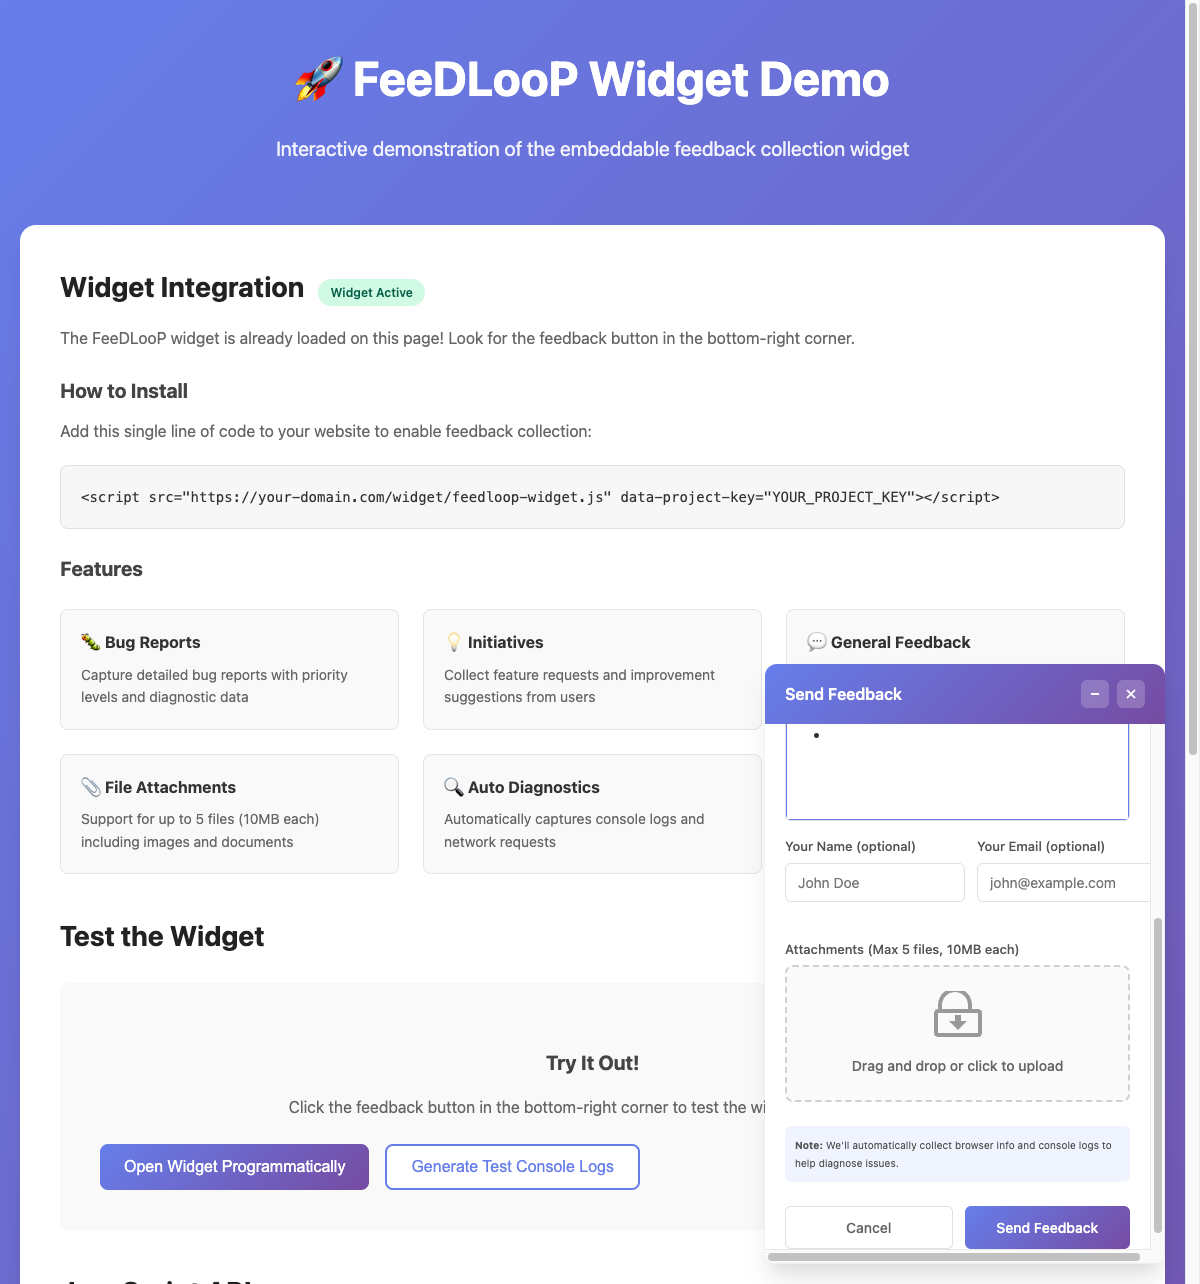 🚀 FeeDLooP Widget Demo
Interactive demonstration of the embeddable feedback collection widget
Widget Integration
Widget Active
The FeeDLooP widget is already loaded on this page! Look for the feedback button in the bottom-right corner.
How to Install
Add this single line of code to your website to enable feedback collection:
<script src="https://your-domain.com/widget/feedloop-widget.js" data-project-key="YOUR_PROJECT_KEY"></script>
Features
🐛 Bug Reports
Capture detailed bug reports with priority
levels and diagnostic data
💡 Initiatives
Collect feature requests and improvement
suggestions from users
💬 General Feedback
📎 File Attachments
Support for up to 5 files (10MB each)
including images and documents
🔍 Auto Diagnostics
Automatically captures console logs and
network requests
Test the Widget
Try It Out!
Click the feedback button in the bottom-right corner to test the wi
Open Widget Programmatically
Generate Test Console Logs
Send Feedback
•
Your Name (optional)
Your Email (optional)
John Doe
john@example.com
Attachments (Max 5 files, 10MB each)
Drag and drop or click to upload
Note: We'll automatically collect browser info and console logs to
help diagnose issues.
Cancel
Send Feedback